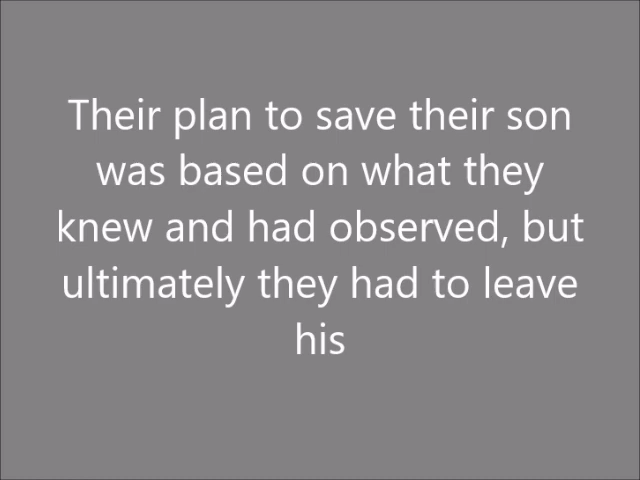 Their plan to save their son
was based on what they
knew and had observed, but
ultimately they had to leave
his